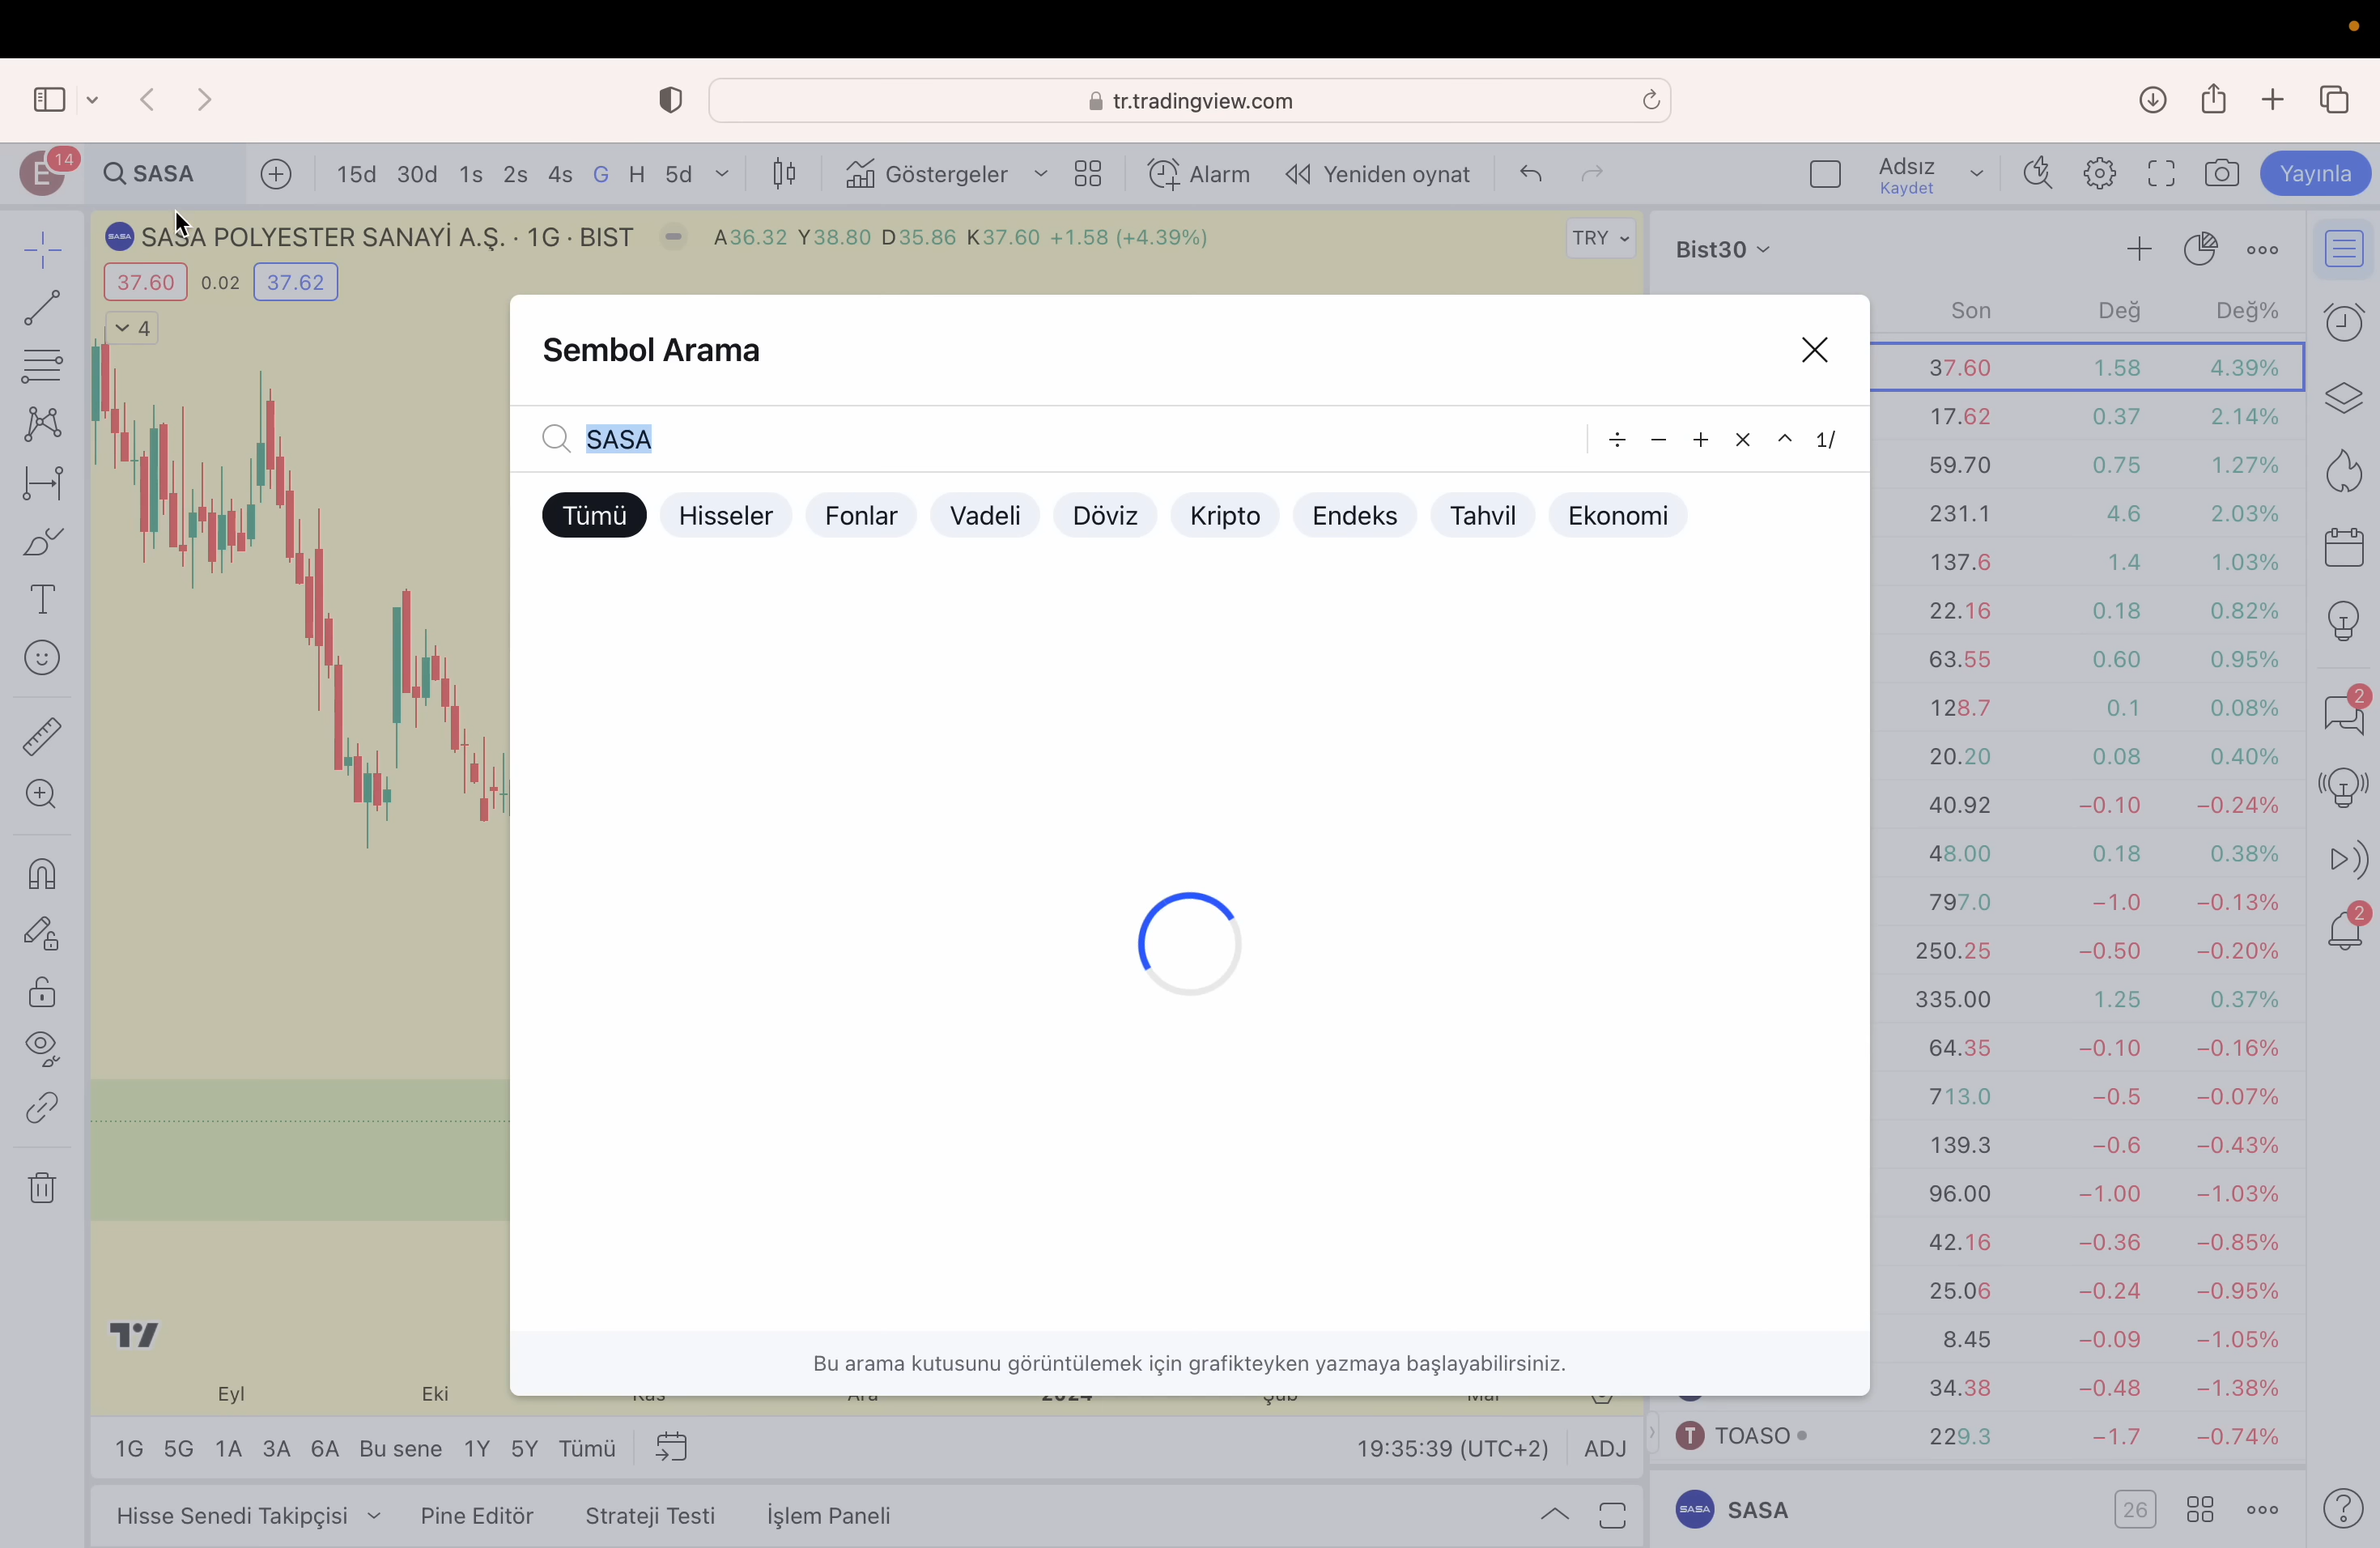 tr.tradingview.com
E 14 SASA 15d 30d 1s 2s 4s G H 5d Göstergeler Alarm Yeniden oynat Adsız Kaydet Yayınla
SASA SASA POLYESTER SANAYİ A.Ş. · 1G · BIST A36.32 Y38.80 D35.86 K37.60 +1.58 (+4.39%) TRY
37.60 0.02 37.62
4
Bist30
Son Değ Değ%
Sembol Arama
SASA ÷ − + × ^ 1/
Tümü Hisseler Fonlar Vadeli Döviz Kripto Endeks Tahvil Ekonomi
37.60 1.58 4.39%
17.62 0.37 2.14%
59.70 0.75 1.27%
231.1 4.6 2.03%
137.6 1.4 1.03%
22.16 0.18 0.82%
63.55 0.60 0.95%
128.7 0.1 0.08%
20.20 0.08 0.40%
40.92 −0.10 −0.24%
48.00 0.18 0.38%
797.0 −1.0 −0.13%
250.25 −0.50 −0.20%
335.00 1.25 0.37%
64.35 −0.10 −0.16%
713.0 −0.5 −0.07%
139.3 −0.6 −0.43%
96.00 −1.00 −1.03%
42.16 −0.36 −0.85%
25.06 −0.24 −0.95%
8.45 −0.09 −1.05%
34.38 −0.48 −1.38%
T TOASO 229.3 −1.7 −0.74%
2
2
Bu arama kutusunu görüntülemek için grafikteyken yazmaya başlayabilirsiniz.
Eyl Eki Kas Ara 2024 Şub Mar
1G 5G 1A 3A 6A Bu sene 1Y 5Y Tümü 19:35:39 (UTC+2) ADJ
Hisse Senedi Takipçisi Pine Editör Strateji Testi İşlem Paneli
SASA SASA 26